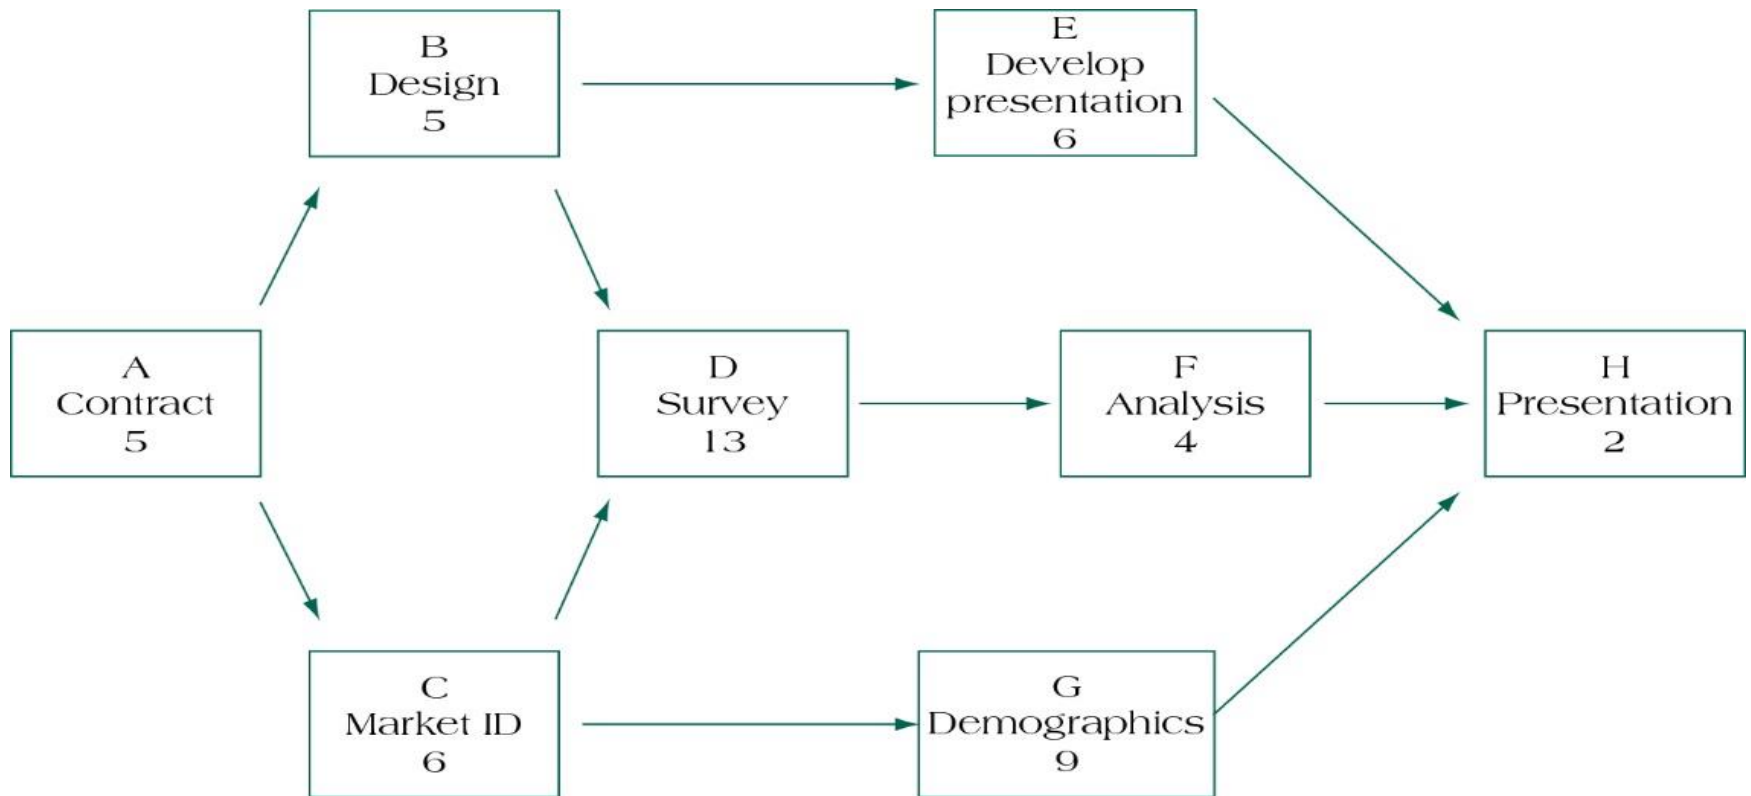 B
Design
5
E
Develop
presentation
6
A
Contract
5
D
Survey
13
F
Analysis
4
H
Presentation
2
C
Market ID
6
G
Demographics
9